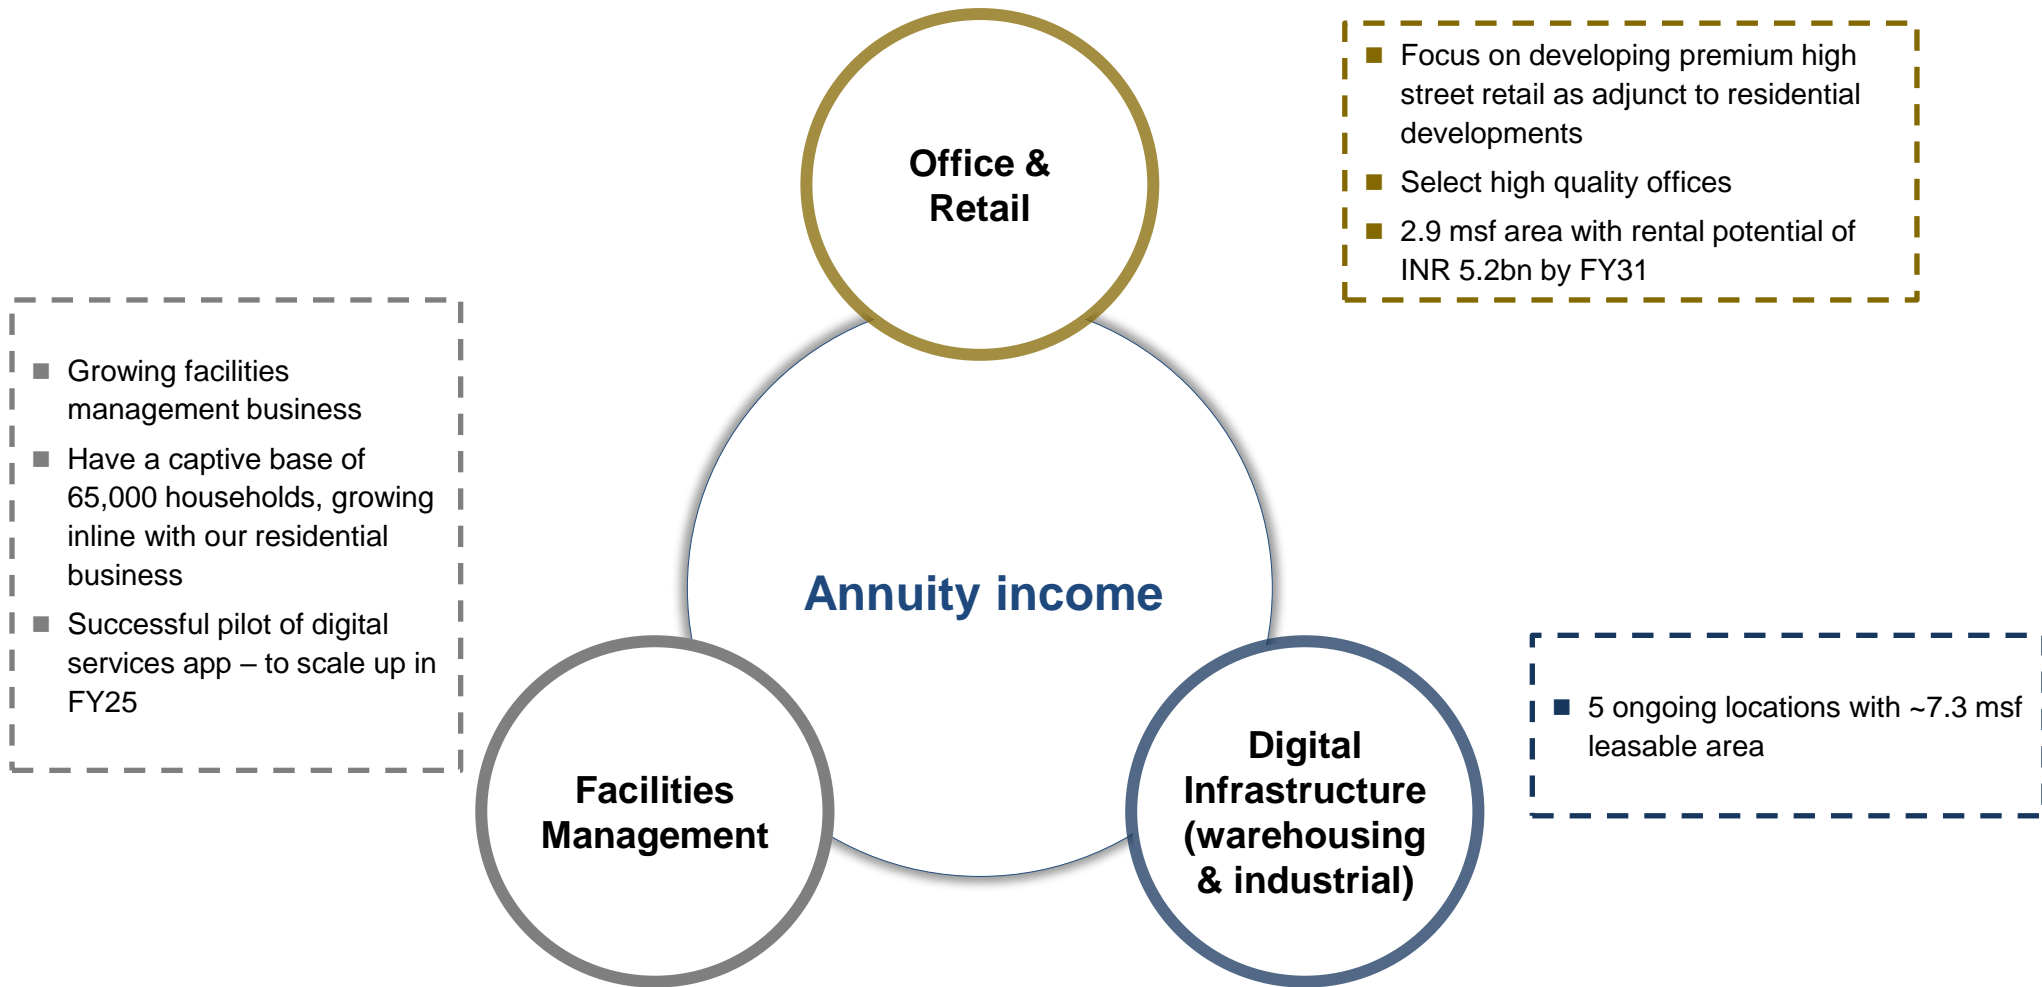 Office &
Retail
■ Focus on developing premium high
street retail as adjunct to residential
developments
■ Select high quality offices
■ 2.9 msf area with rental potential of
INR 5.2bn by FY31
■ Growing facilities
management business
■ Have a captive base of
65,000 households, growing
inline with our residential
business
■ Successful pilot of digital
services app – to scale up in
FY25
Annuity income
Facilities
Management
Digital
Infrastructure
(warehousing
& industrial)
■ 5 ongoing locations with ~7.3 msf
leasable area